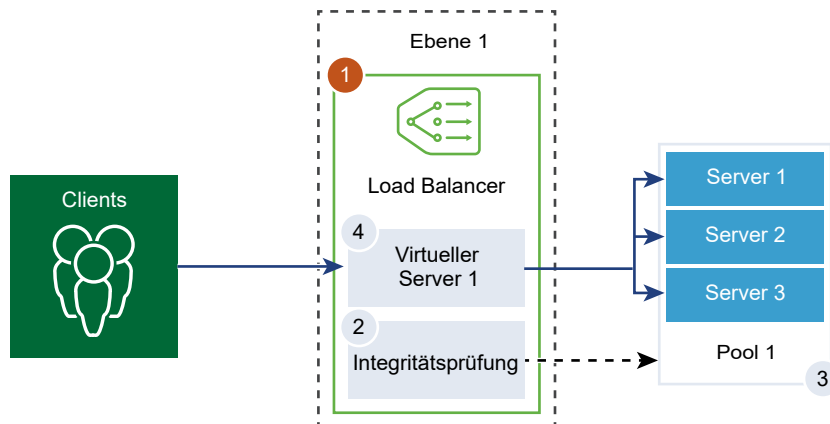 Ebene 1
1
Load Balancer
Clients
4
Virtueller
Server 1
2
Integritätsprüfung
Server 1
Server 2
Server 3
Pool 1
3